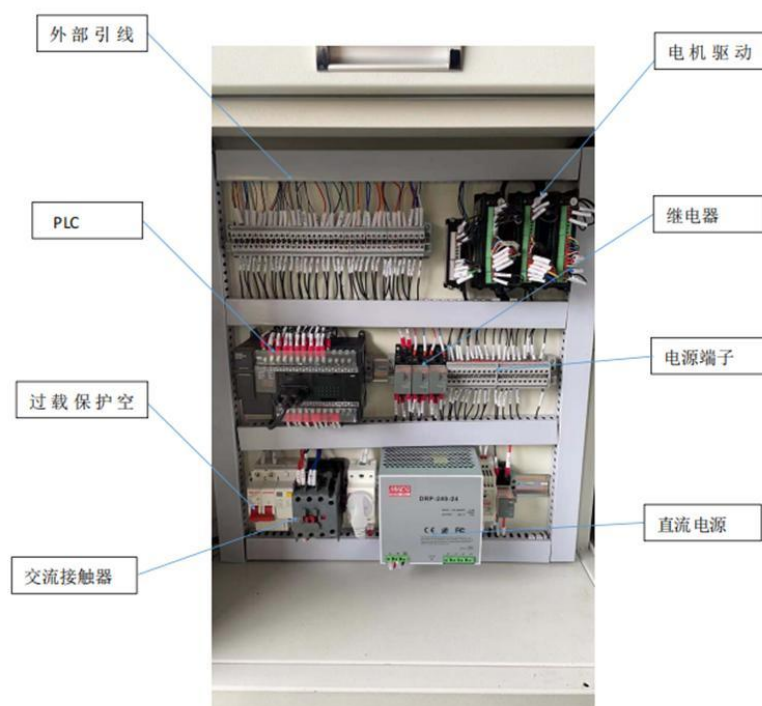 外部引线
电机驱动
PLC
继电器
电源端子
过载保护空
DRP-240-24
直流电源
交流接触器